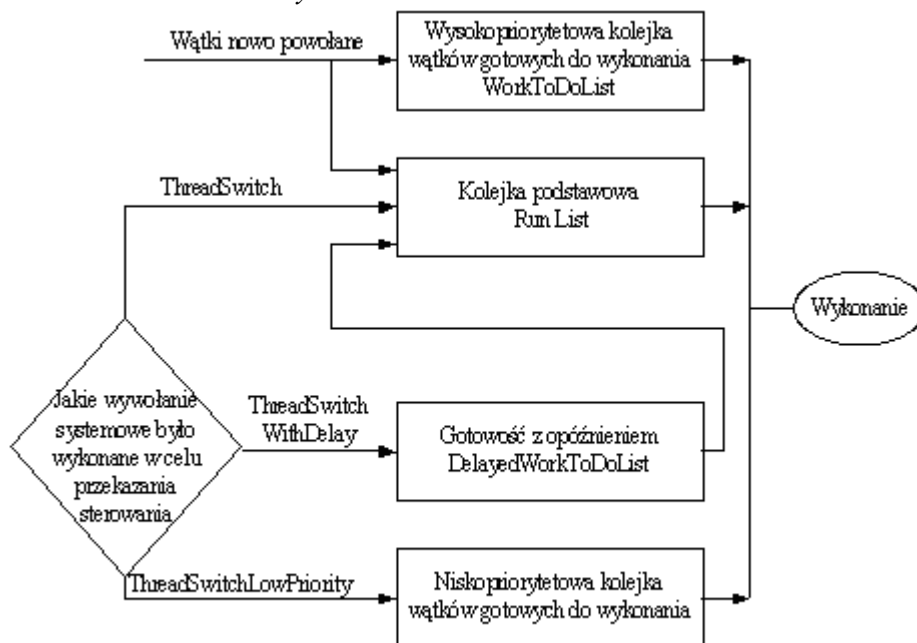 Wątki nowo powołane
Wysokopriorytetowa kolejka
wątków gotowych do wykonania
WorkToDoList
ThreadSwitch
Kolejka podstawowa
Run List
Wykonanie
Jakie wywołanie
systemowe było
wykonane w celu
przekazania
sterowania
ThreadSwitch
WithDelay
Gotowość z opóźnieniem
DelayedWorkToDoList
ThreadSwitchLowPriority
Niskopriorytetowa kolejka
wątków gotowych do wykonania